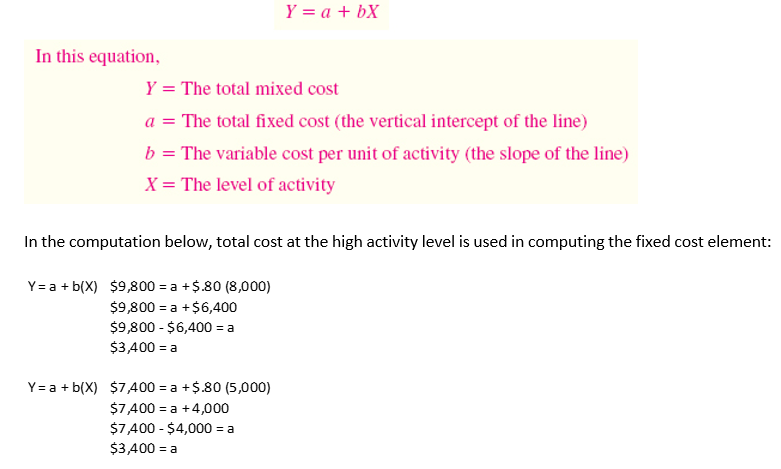 Y = a + bX
In this equation,
Y = The total mixed cost
a = The total fixed cost (the vertical intercept of the line)
b = The variable cost per unit of activity (the slope of the line)
X = The level of activity
In the computation below, total cost at the high activity level is used in computing the fixed cost element:
Y = a + b(X) $9,800 = a + $.80 (8,000)
$9,800 = a + $6,400
$9,800 - $6,400 = a
$3,400 = a
Y = a + b(X) $7,400 = a + $.80 (5,000)
$7,400 = a + 4,000
$7,400 - $4,000 = a
$3,400 = a